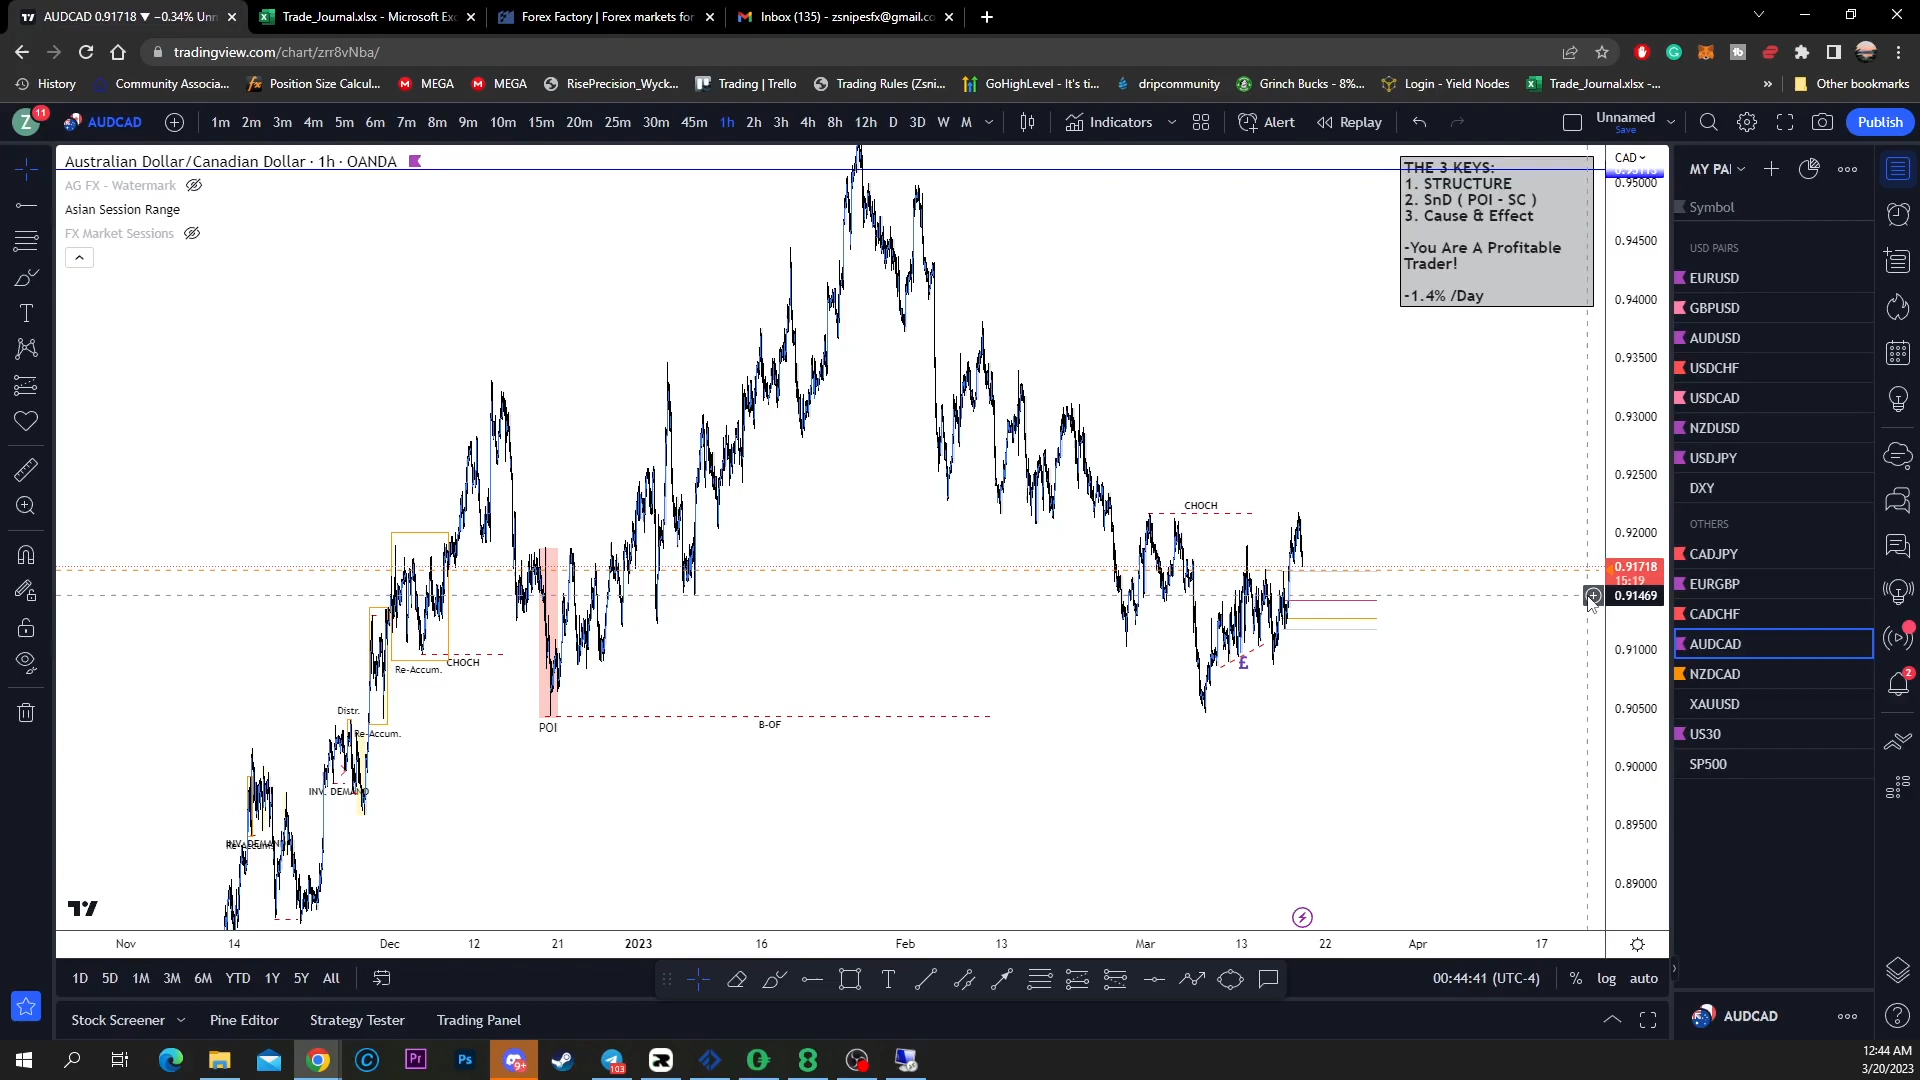 AUDCAD 0.91718 ▼ −0.34% Unn
Trade_Journal.xlsx - Microsoft Exc
Forex Factory | Forex markets for
Inbox (135) - zsnipesfx@gmail.co
tradingview.com/chart/zrr8vNba/
History
Community Associa...
Position Size Calcul...
MEGA
MEGA
RisePrecision_Wyck...
Trading | Trello
Trading Rules (Zsni...
GoHighLevel - It's ti...
dripcommunity
Grinch Bucks - 8%...
Login - Yield Nodes
Trade_Journal.xlsx -...
»
Other bookmarks
Z
11
AUDCAD
1m 2m 3m 4m 5m 6m 7m 8m 9m 10m 15m 20m 25m 30m 45m 1h 2h 3h 4h 8h 12h D 3D W M
Indicators
Alert
Replay
Unnamed
Save
Publish
Australian Dollar/Canadian Dollar · 1h · OANDA
AG FX - Watermark
Asian Session Range
FX Market Sessions
THE 3 KEYS:
1. STRUCTURE
2. SnD ( POI - SC )
3. Cause & Effect
-You Are A Profitable
Trader!
-1.4% /Day
CAD
0.95000
0.94500
0.94000
0.93500
0.93000
0.92500
0.92000
0.91718
15:19
0.91469
0.91000
0.90500
0.90000
0.89500
0.89000
CHOCH
£
Re-Accum.
CHOCH
Distr.
Re-Accum.
POI
B-OF
INV. DEMAND
Nov
14
Dec
12
21
2023
16
Feb
13
Mar
13
22
Apr
17
MY PA
Symbol
USD PAIRS
EURUSD
GBPUSD
AUDUSD
USDCHF
USDCAD
NZDUSD
USDJPY
DXY
OTHERS
CADJPY
EURGBP
CADCHF
AUDCAD
NZDCAD
XAUUSD
US30
SP500
2
1D 5D 1M 3M 6M YTD 1Y 5Y All
00:44:41 (UTC-4)
%
log
auto
Stock Screener
Pine Editor
Strategy Tester
Trading Panel
AUDCAD
Pr
Ps
9+
103
12:44 AM
3/20/2023